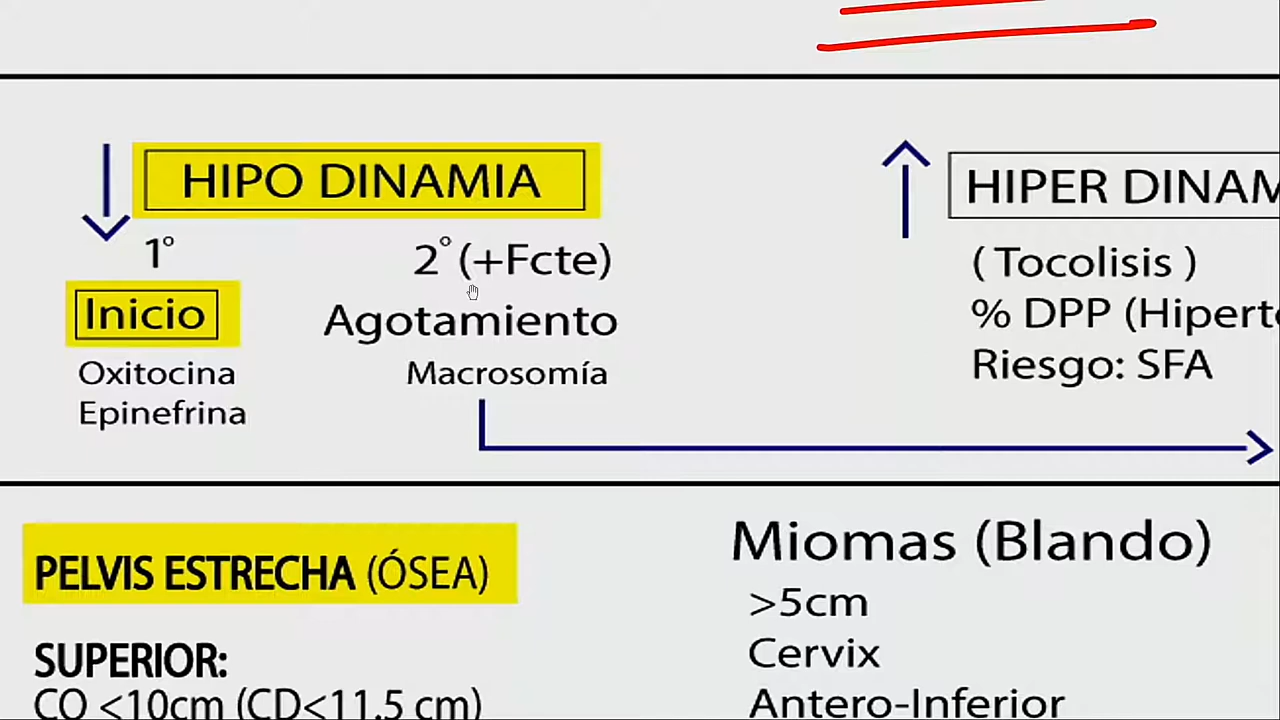 HIPO DINAMIA
1° 2° (+Fcte)
Inicio Agotamiento
Oxitocina Macrosomía
Epinefrina
HIPER DINAM
( Tocolisis )
% DPP (Hiperto
Riesgo: SFA
PELVIS ESTRECHA (ÓSEA)
SUPERIOR:
CO <10cm (CD<11.5 cm)
Miomas (Blando)
>5cm
Cervix
Antero-Inferior